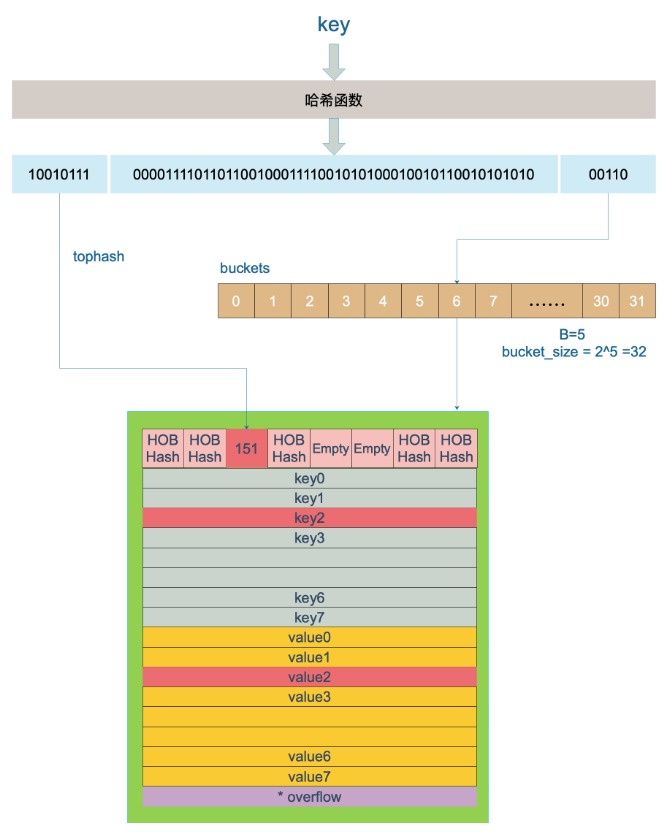 key
哈希函数
10010111 000011110110110010001111001010100010010110010101010 00110
tophash
buckets
0 1 2 3 4 5 6 7 ...... 30 31
B=5
bucket_size = 2^5 =32
HOB Hash HOB Hash 151 HOB Hash Empty Empty HOB Hash HOB Hash
key0
key1
key2
key3
key6
key7
value0
value1
value2
value3
value6
value7
* overflow